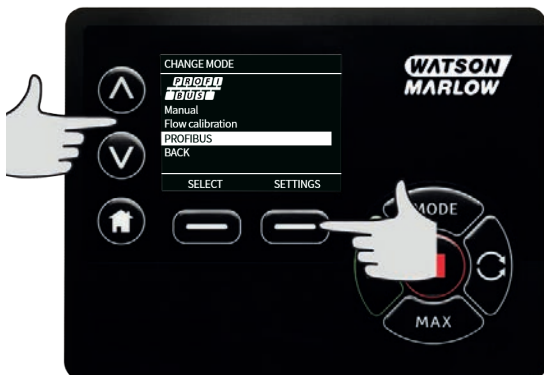 CHANGE MODE
PROFI
BUS
Manual
Flow calibration
PROFIBUS
BACK
SELECT SETTINGS
WATSON
MARLOW
MODE
MAX